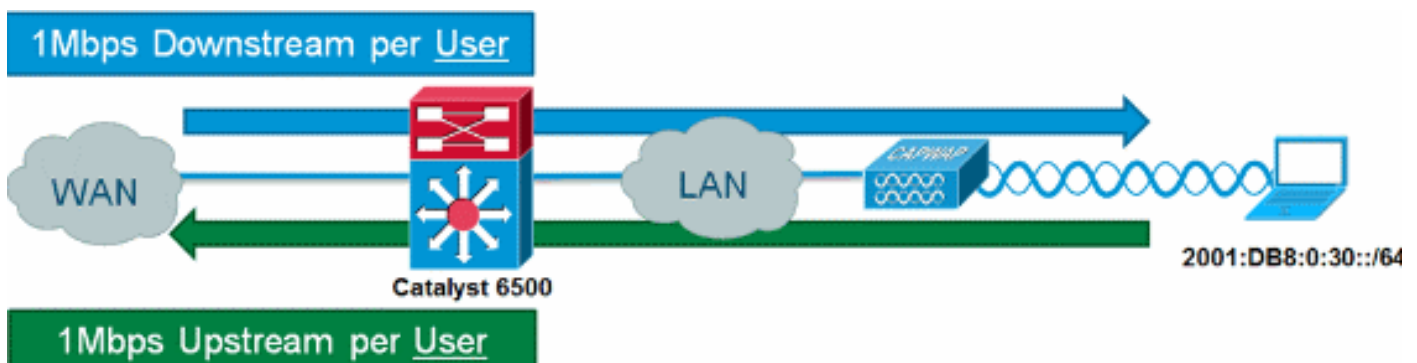 1Mbps Downstream per User
WAN
LAN
CAPWAP
2001:DB8:0:30::/64
Catalyst 6500
1Mbps Upstream per User